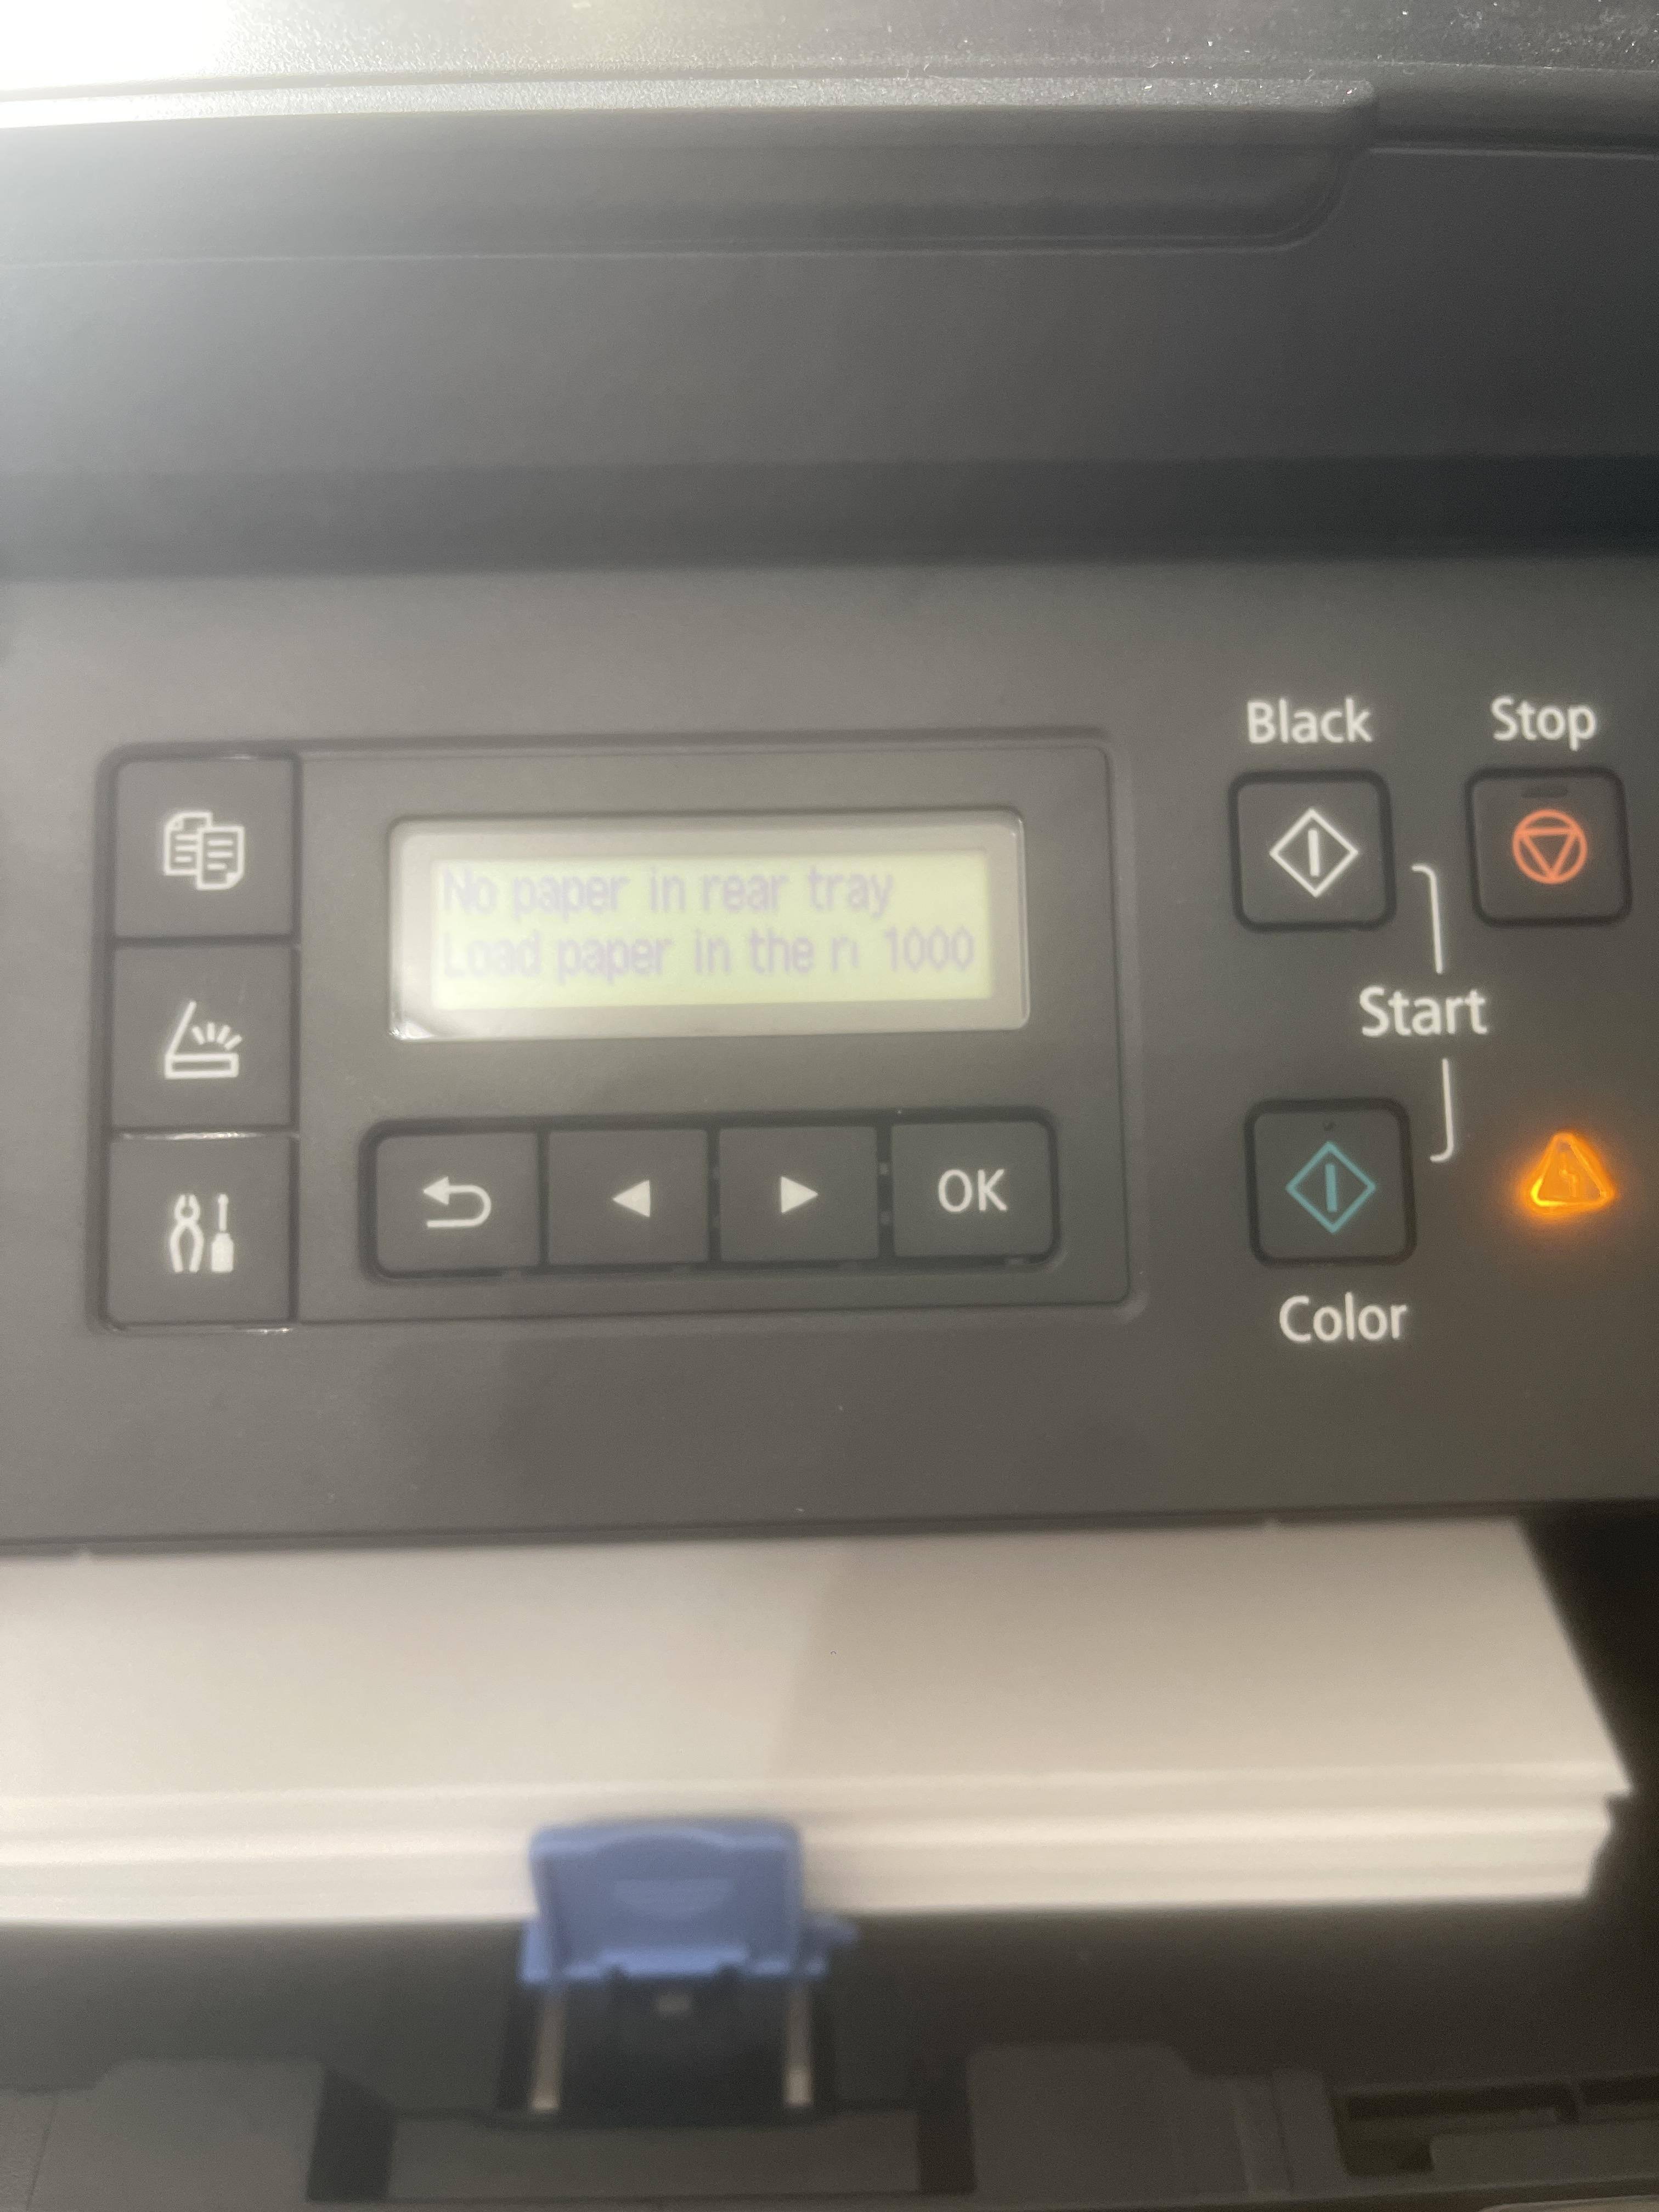 Black
Stop
No paper in rear tray
Load paper in the r 1000
Start
OK
Color